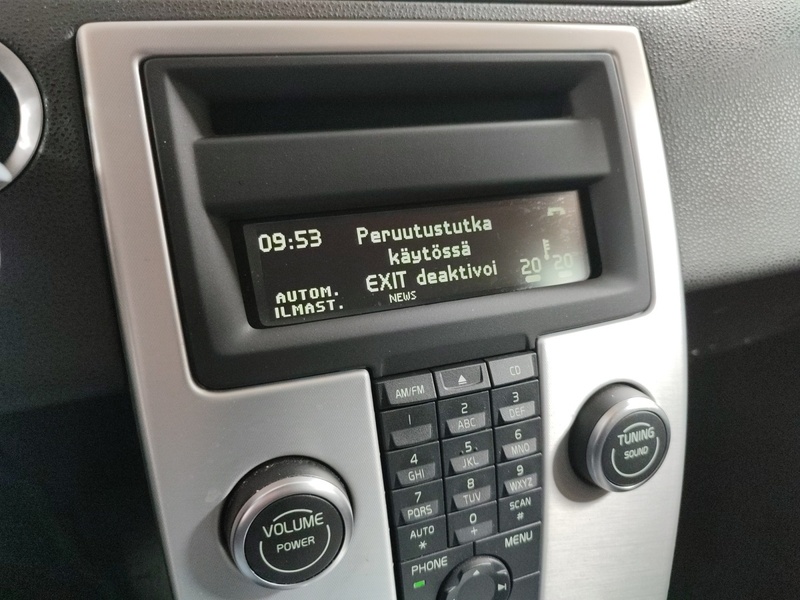 09:53
Peruutustutka
käytössä
EXIT deaktivoi
20 20
AUTOM.
ILMAST.
NEWS
AM/FM
CD
1
2 ABC
3 DEF
4 GHI
5 JKL
6 MNO
7 PQRS
8 TUV
9 WXYZ
AUTO *
0 +
SCAN #
PHONE
MENU
VOLUME
POWER
TUNING
SOUND